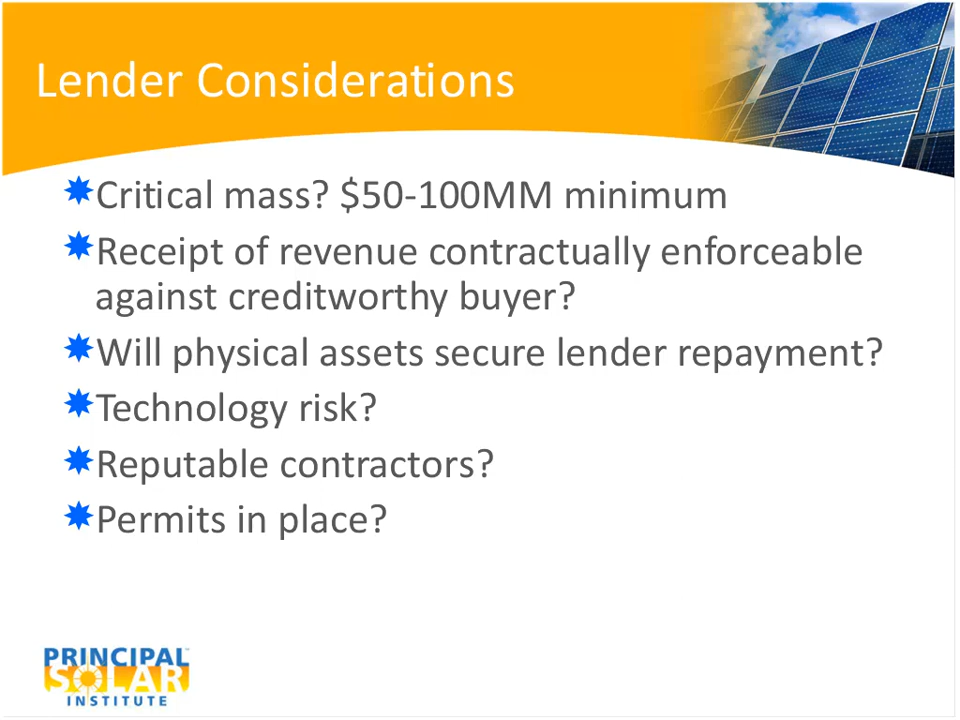 Lender Considerations
Critical mass? $50-100MM minimum
Receipt of revenue contractually enforceable
against creditworthy buyer?
Will physical assets secure lender repayment?
Technology risk?
Reputable contractors?
Permits in place?
PRINCIPAL
SOLAR
INSTITUTE